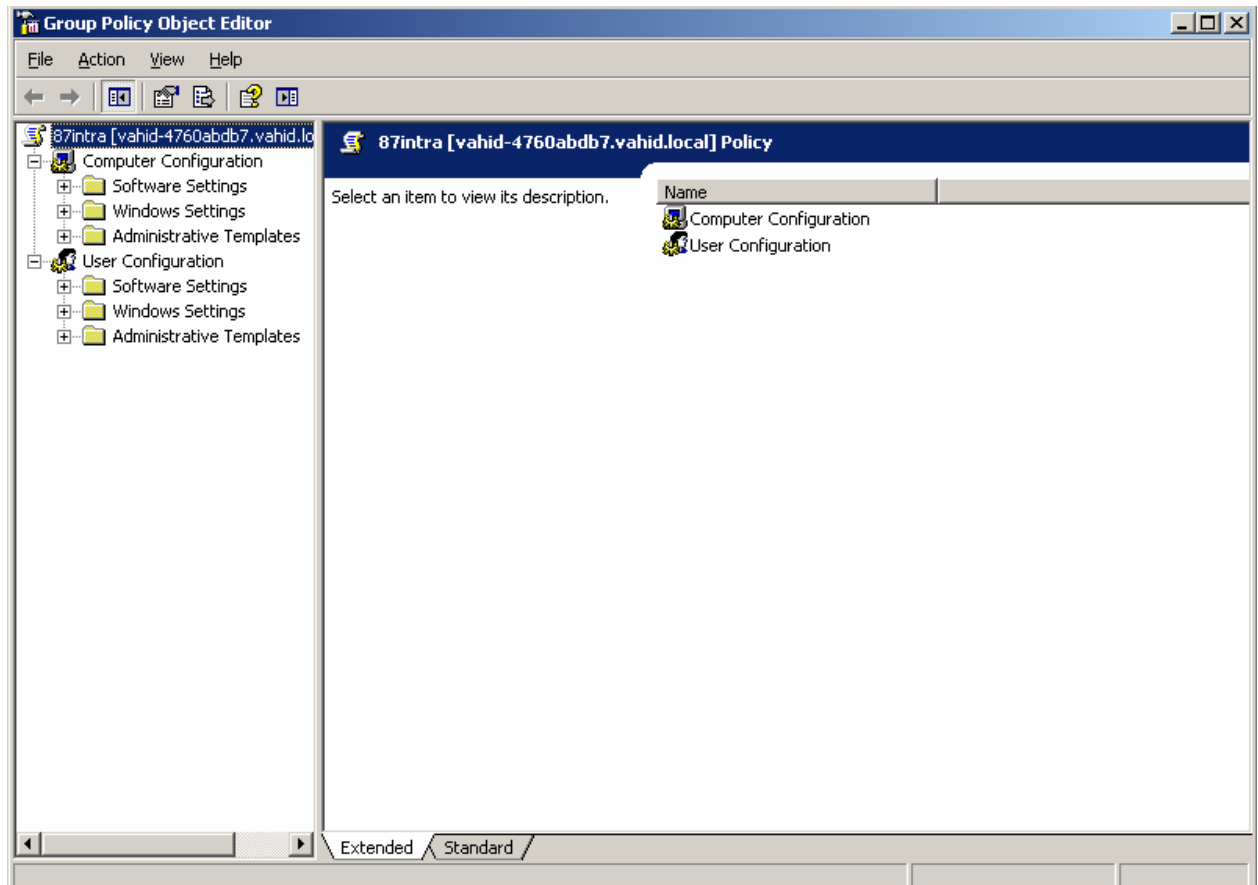 Group Policy Object Editor
File Action View Help
87intra [vahid-4760abdb7.vahid.lo
Computer Configuration
Software Settings
Windows Settings
Administrative Templates
User Configuration
Software Settings
Windows Settings
Administrative Templates
87intra [vahid-4760abdb7.vahid.local] Policy
Select an item to view its description.
Name
Computer Configuration
User Configuration
Extended Standard